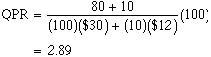 QPR = 80 + 10 / (100)($30) + (10)($12) (100)
= 2.89